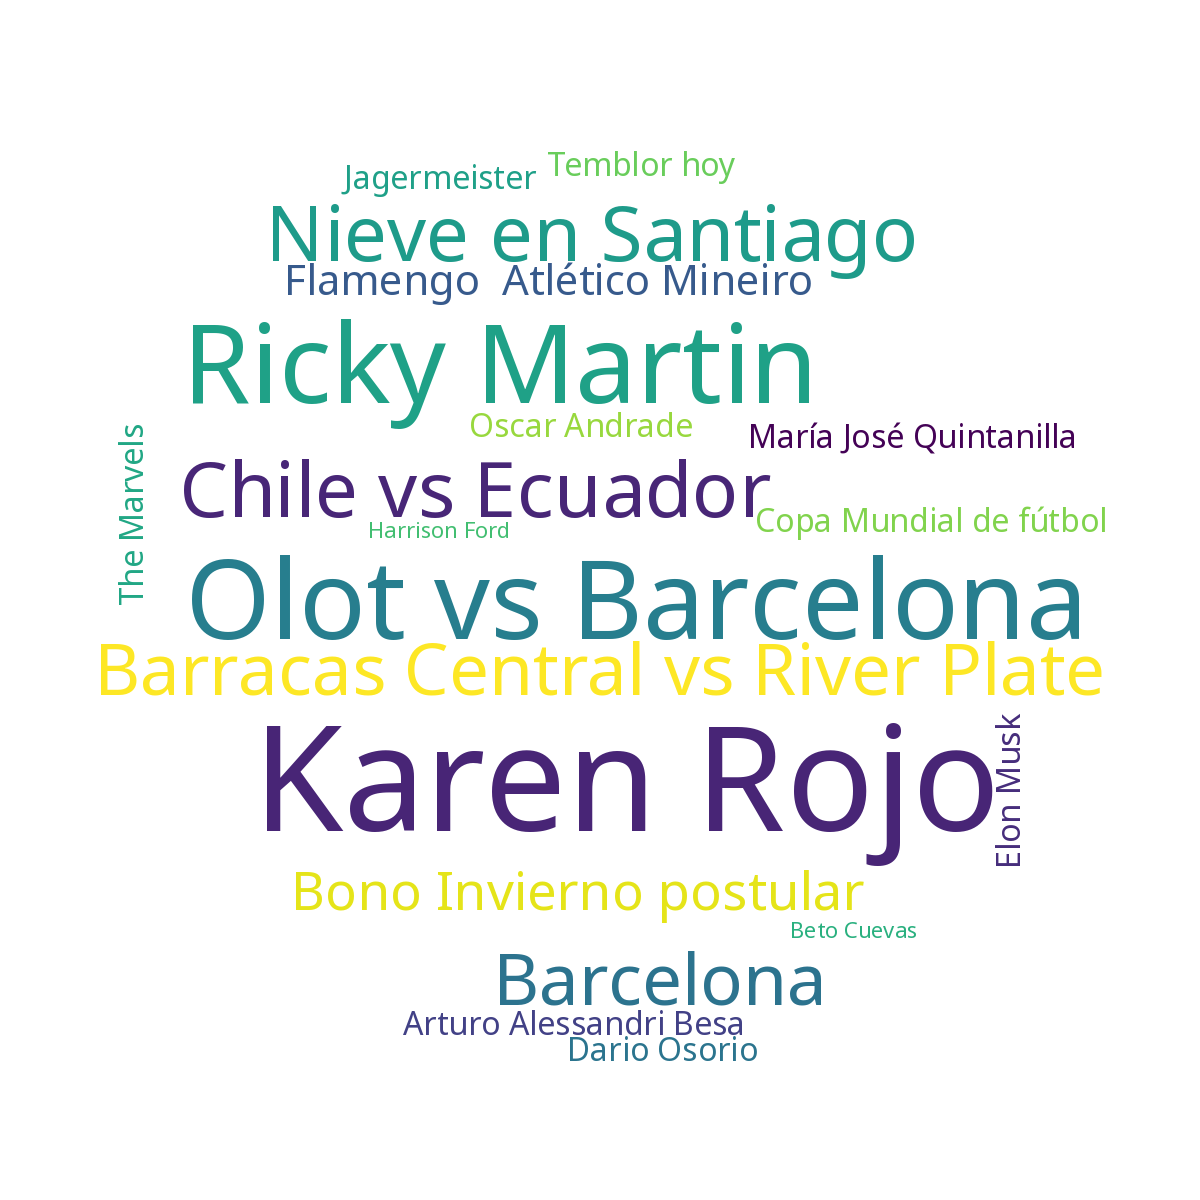 Temblor hoy
Jagermeister
Nieve en Santiago
Flamengo  Atlético Mineiro
Ricky Martin
Oscar Andrade
María José Quintanilla
The Marvels
Chile vs Ecuador
Copa Mundial de fútbol
Harrison Ford
Olot vs Barcelona
Barracas Central vs River Plate
Karen Rojo
Elon Musk
Bono Invierno postular
Beto Cuevas
Barcelona
Arturo Alessandri Besa
Dario Osorio